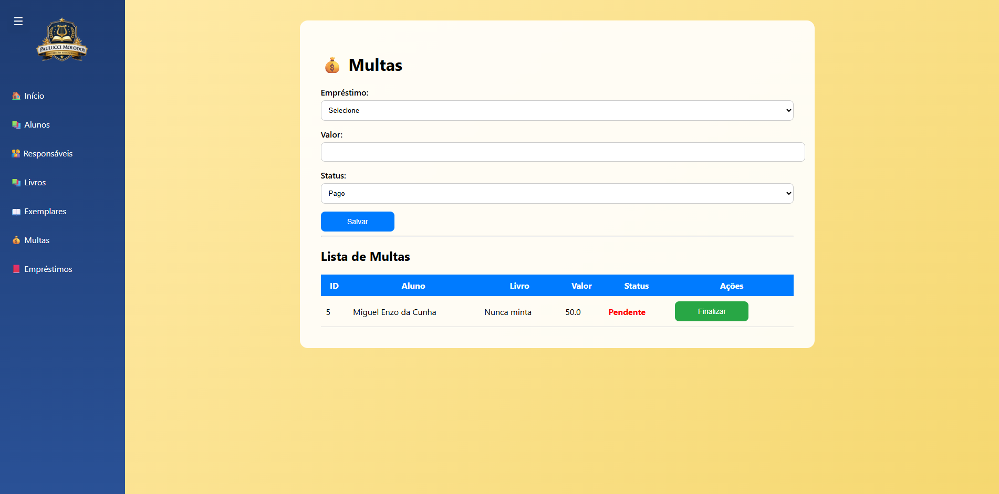 ☰
PAULUCCI MOLODOY
Início
Alunos
Responsáveis
Livros
Exemplares
Multas
Empréstimos
Multas
Empréstimo:
Selecione
Valor:
Status:
Pago
Salvar
Lista de Multas
ID Aluno Livro Valor Status Ações
5 Miguel Enzo da Cunha Nunca minta 50.0 Pendente Finalizar